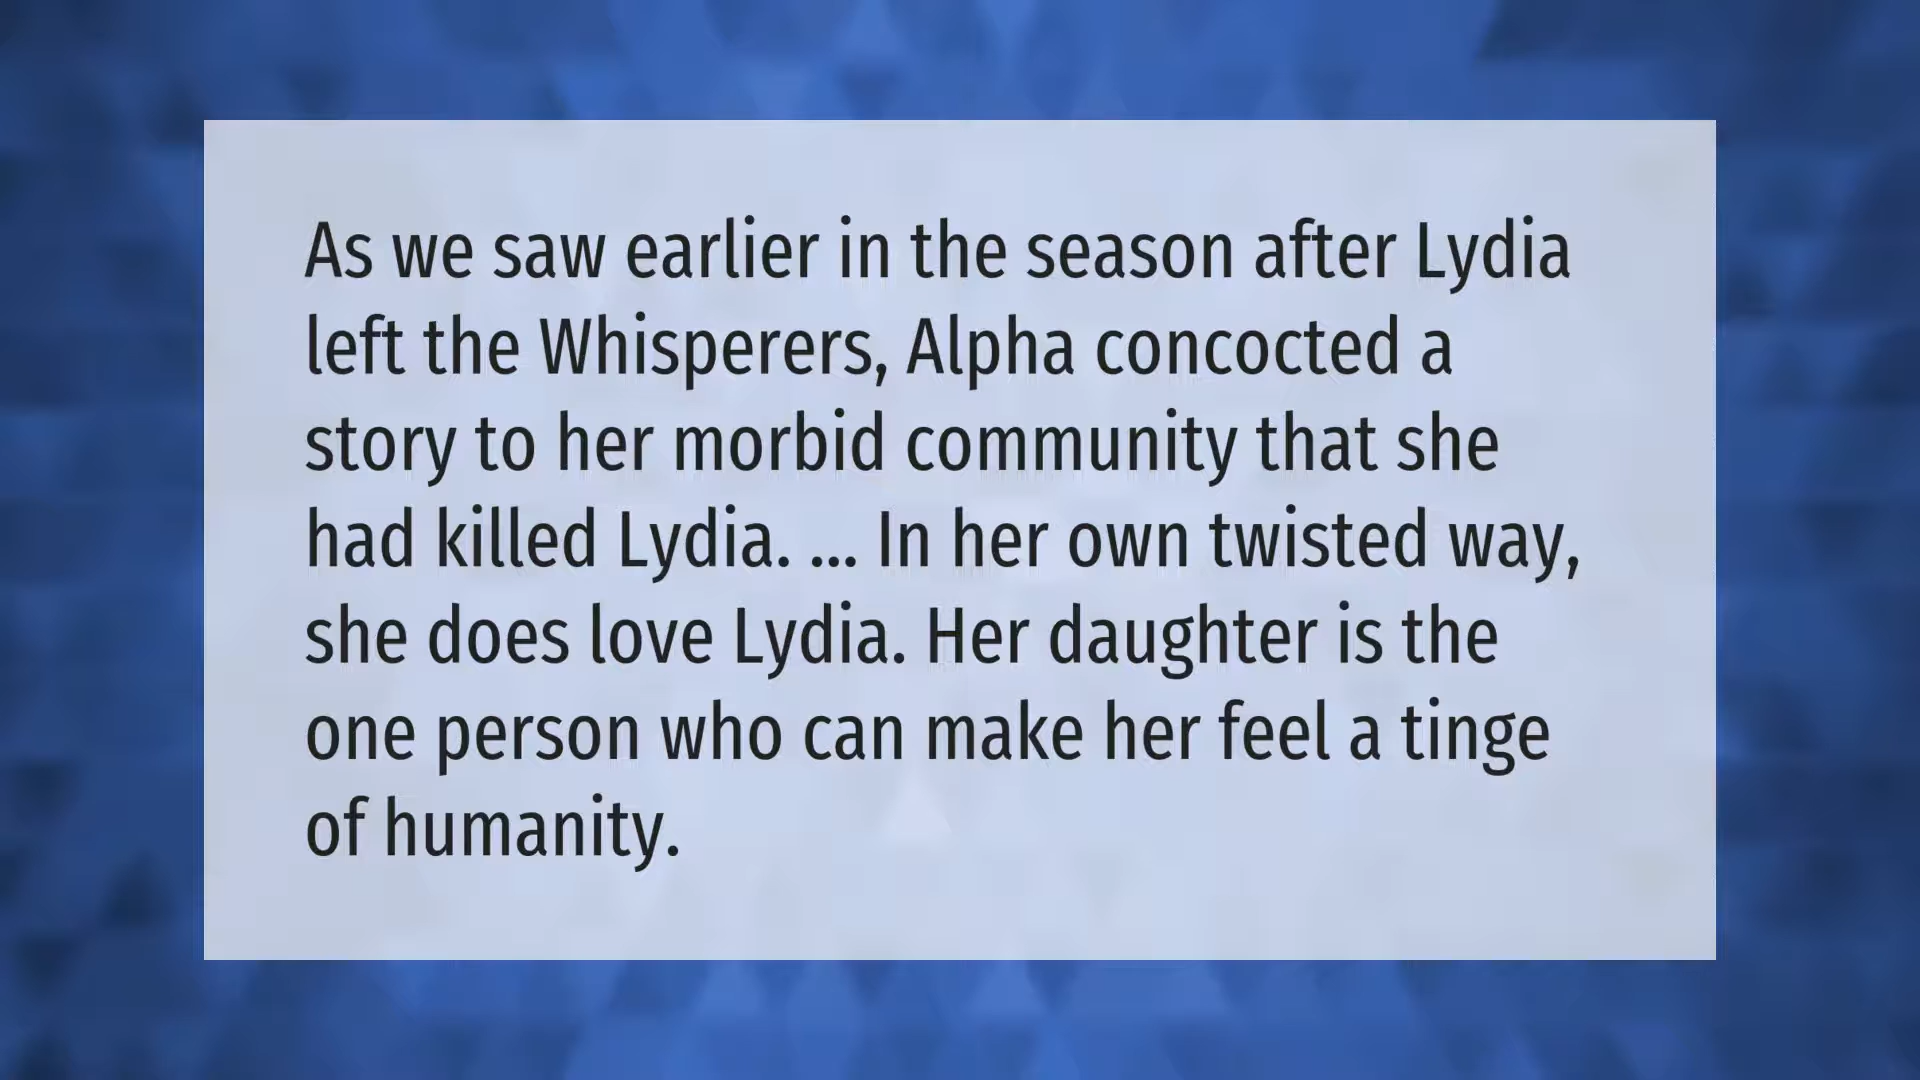 As we saw earlier in the season after Lydia
left the Whisperers, Alpha concocted a
story to her morbid community that she
had killed Lydia. ... In her own twisted way,
she does love Lydia. Her daughter is the
one person who can make her feel a tinge
of humanity.